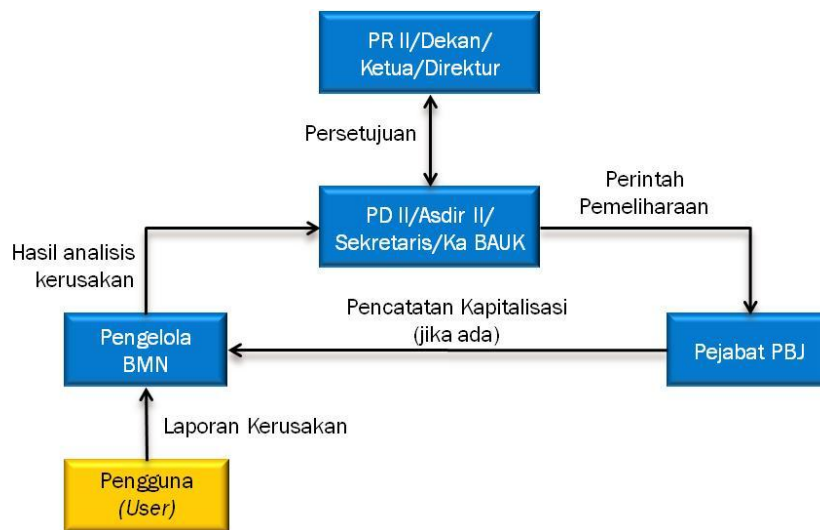 PR II/Dekan/
Ketua/Direktur
Persetujuan
PD II/Asdir II/
Sekretaris/Ka BAUK
Perintah
Pemeliharaan
Hasil analisis
kerusakan
Pencatatan Kapitalisasi
(jika ada)
Pengelola
BMN
Pejabat PBJ
Laporan Kerusakan
Pengguna
(User)